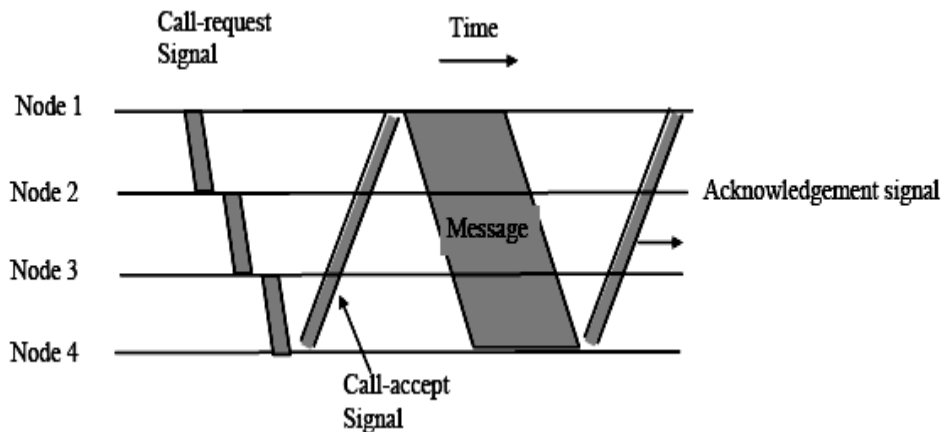 Call-request
Signal
Time
Node 1
Node 2
Acknowledgement signal
Message
Node 3
Node 4
Call-accept
Signal